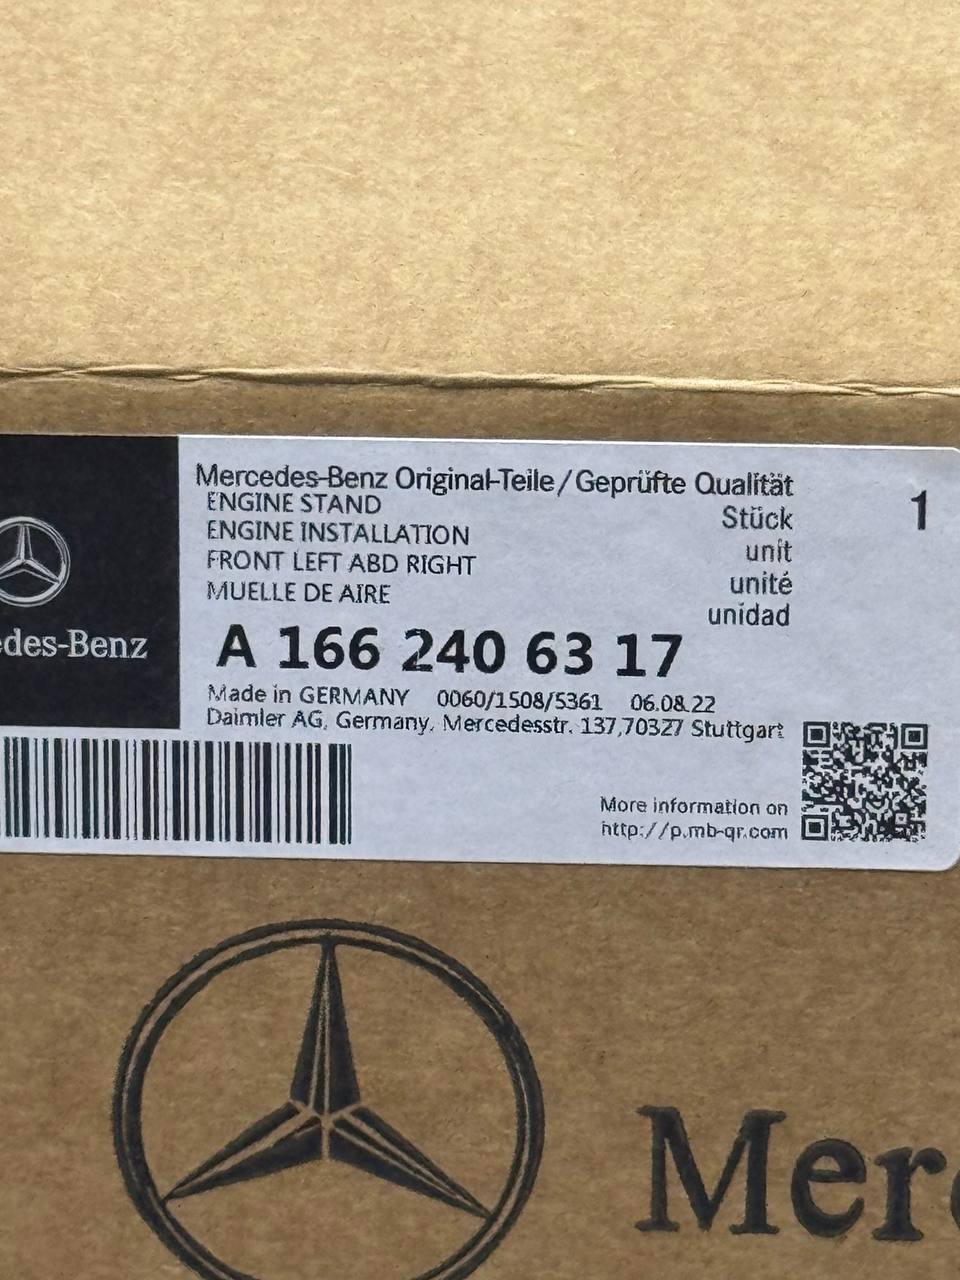 Mercedes-Benz Original-Teile/Geprüfte Qualität
1
ENGINE STAND
Stück
ENGINE INSTALLATION
unit
FRONT LEFT ABD RIGHT
unité
MUELLE DE AIRE
unidad
edes-Benz
A 166 240 63 17
Made in GERMANY 0060/1508/5361 06.08.22
Daimler AG, Germany, Mercedesstr. 137,70327 Stuttgart
More information on
http://p.mb-qr.com
Merc